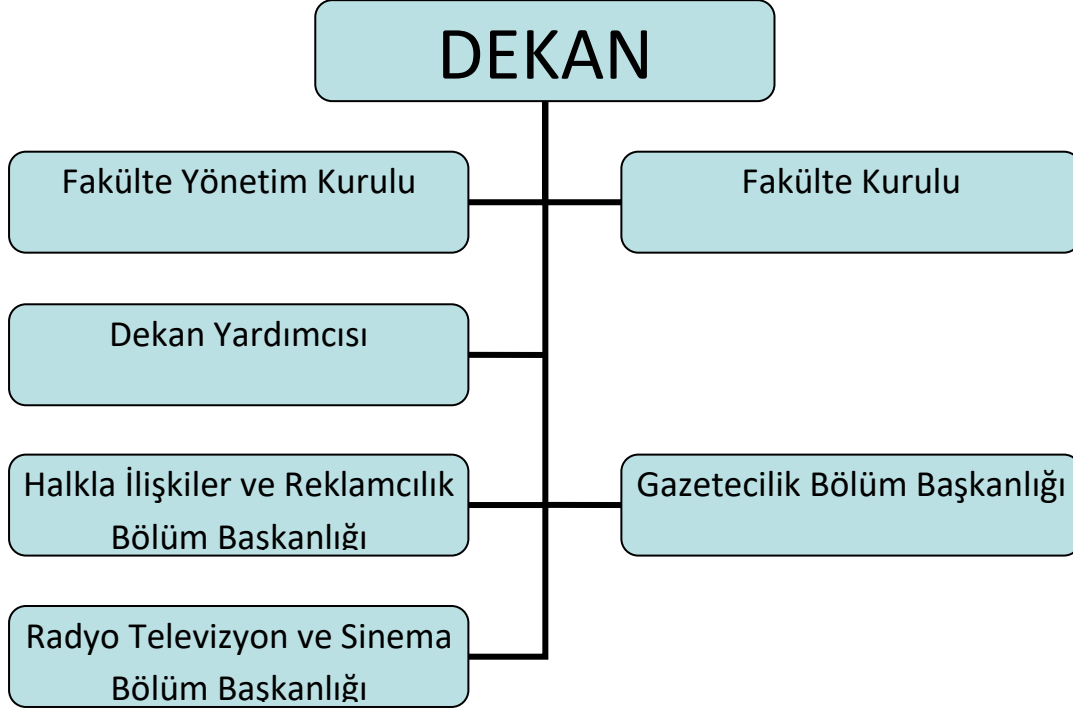 DEKAN
Fakülte Yönetim Kurulu
Fakülte Kurulu
Dekan Yardımcısı
Halkla İlişkiler ve Reklamcılık
Bölüm Başkanlığı
Gazetecilik Bölüm Başkanlığı
Radyo Televizyon ve Sinema
Bölüm Başkanlığı